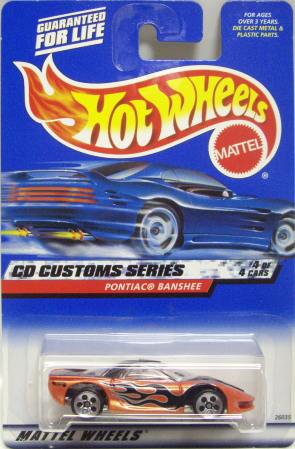 GUARANTEED
FOR LIFE
FOR AGES
OVER 3 YEARS.
DIE CAST METAL &
PLASTIC PARTS.
HOT WHEELS
MATTEL
®
CD CUSTOMS SERIES
#4 OF
4 CARS
PONTIAC® BANSHEE
26035
MATTEL WHEELS